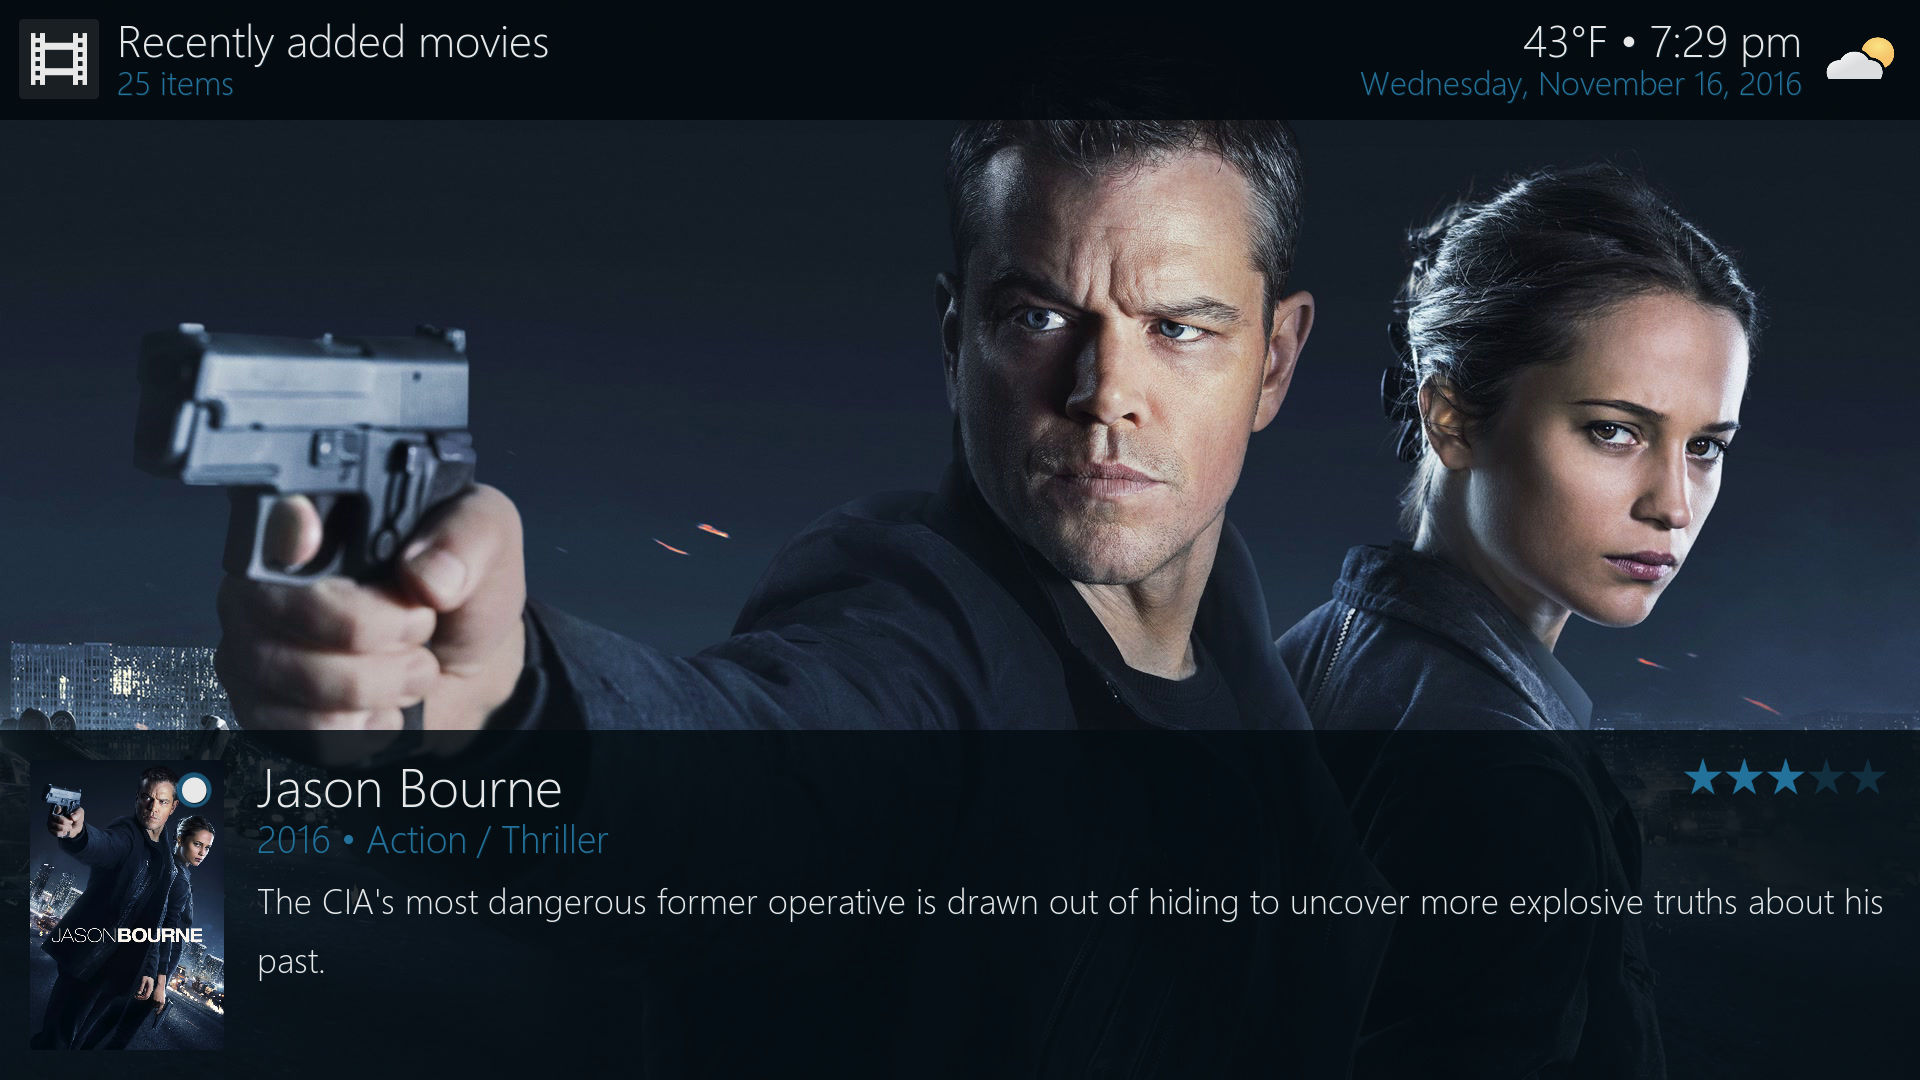 Recently added movies
25 items
43°F • 7:29 pm
Wednesday, November 16, 2016
Jason Bourne
2016 • Action / Thriller
The CIA's most dangerous former operative is drawn out of hiding to uncover more explosive truths about his
past.
JASONBOURNE